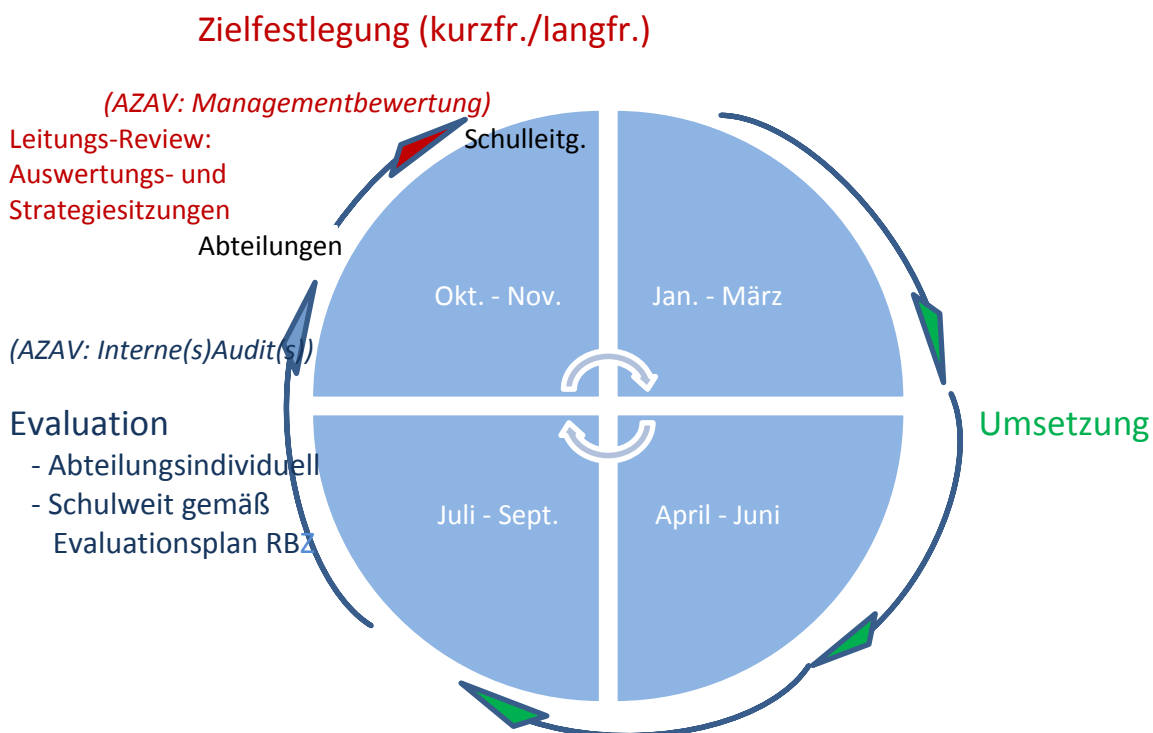 Zielfestlegung (kurzfr./langfr.)
(AZAV: Managementbewertung)
Leitungs-Review:
Auswertungs- und
Strategiesitzungen
Schulleitg.
Abteilungen
Okt. - Nov.
Jan. - März
(AZAV: Interne(s)Audit(s))
Evaluation
- Abteilungsindividuell
- Schulweit gemäß
Evaluationsplan RBZ
Umsetzung
Juli - Sept.
April - Juni